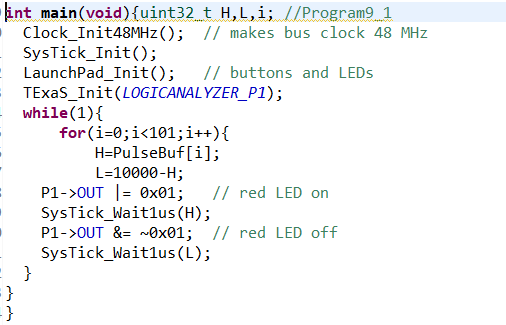 int main(void){uint32_t H,L,i; //Program9_1
  Clock_Init48MHz();  // makes bus clock 48 MHz
  SysTick_Init();
  LaunchPad_Init();   // buttons and LEDs
  TExaS_Init(LOGICANALYZER_P1);
  while(1){
      for(i=0;i<101;i++){
          H=PulseBuf[i];
          L=10000-H;
    P1->OUT |= 0x01;   // red LED on
    SysTick_Wait1us(H);
    P1->OUT &= ~0x01;  // red LED off
    SysTick_Wait1us(L);
  }
}
}